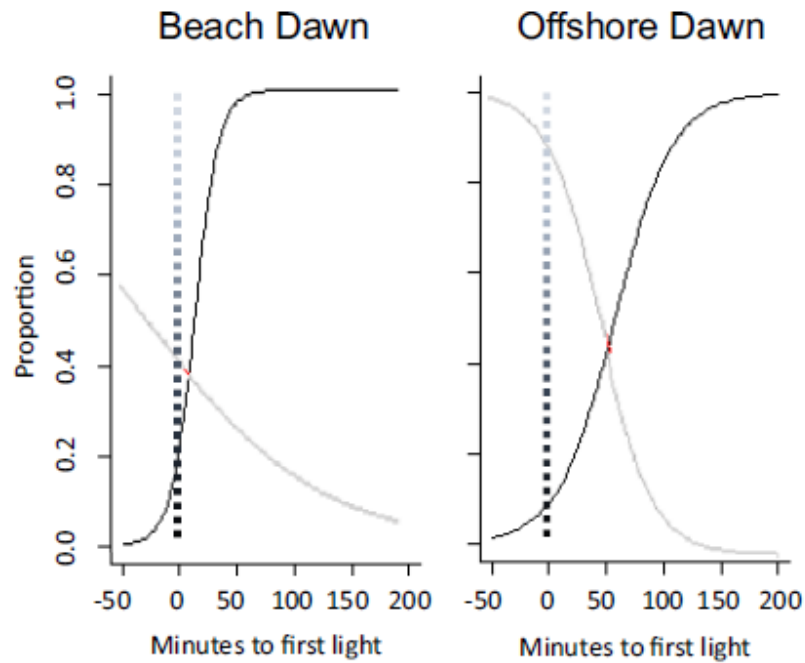 Beach Dawn
Offshore Dawn
Proportion
1.0
0.8
0.6
0.4
0.2
0.0
-50 0 50 100 150 200
-50 0 50 100 150 200
Minutes to first light
Minutes to first light